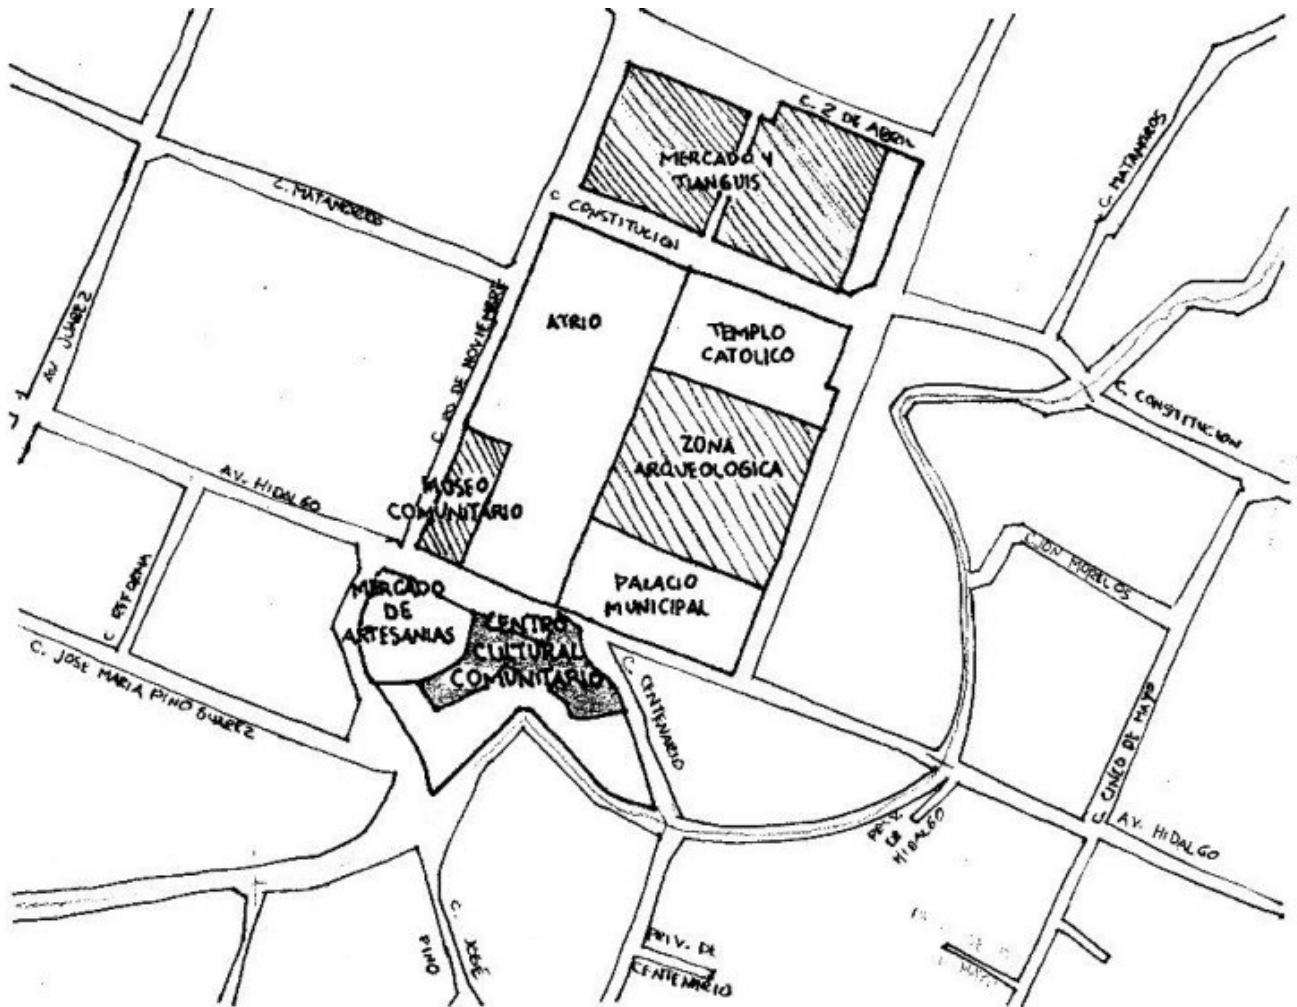 C. 2 DE ABRIL
C. MATAMOROS
MERCADO Y
TIANGUIS
C. MATAMOROS
C CONSTITUCION
AV JUAREZ
C. 20 DE NOVIEMBRE
ATRIO
TEMPLO
CATOLICO
C. CONSTITUCION
ZONA
ARQUEOLOGICA
AV. HIDALGO
MUSEO
COMUNITARIO
CJON MORELOS
C REFORMA
MERCADO
DE
ARTESANIAS
PALACIO
MUNICIPAL
CENTRO
CULTURAL
COMUNITARIO
C. JOSE MARIA PINO SUAREZ
C. CENTENARIO
C. CINCO DE MAYO
AV. HIDALGO
PRIV.
DE
HIDALGO
C. JOSÉ
PINO
PRIV. DE
CENTENARIO